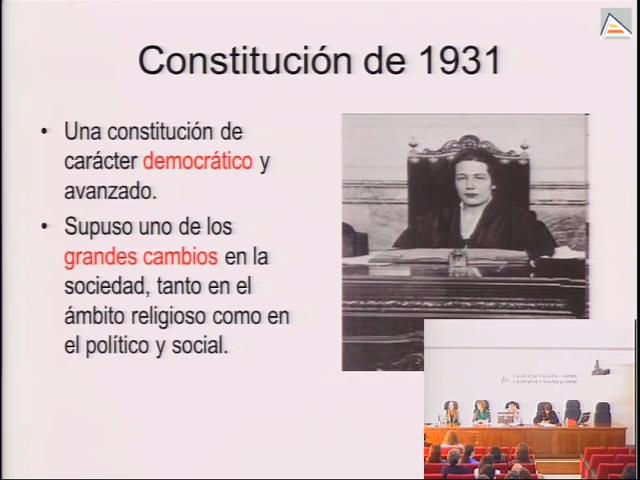 Constitución de 1931
• Una constitución de
carácter democrático y
avanzado.
• Supuso uno de los
grandes cambios en la
sociedad, tanto en el
ámbito religioso como en
el político y social.